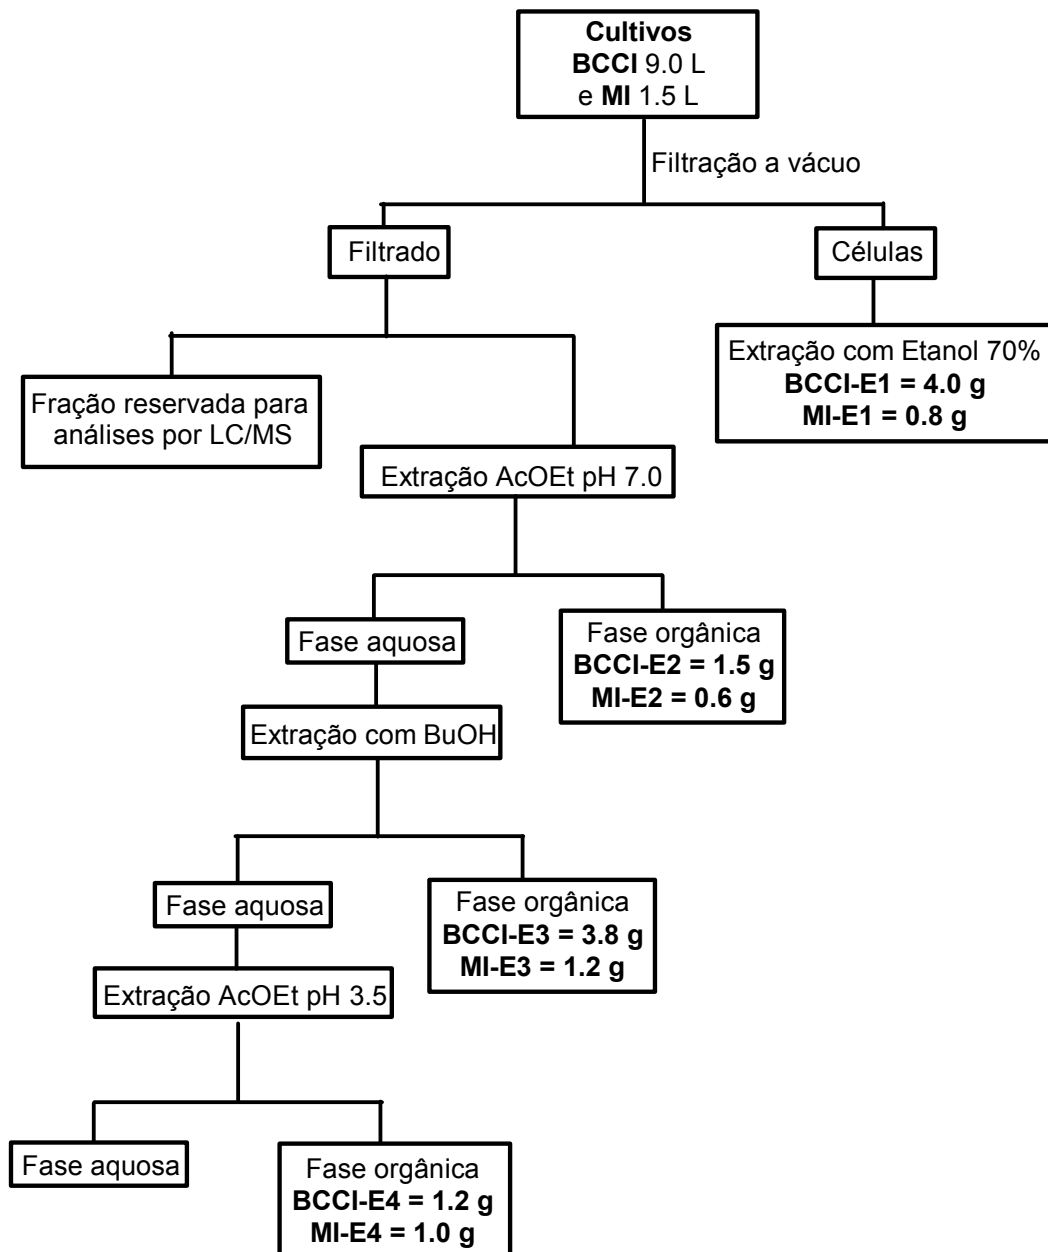 Cultivos
BCCI 9.0 L
e MI 1.5 L
Filtração a vácuo
Filtrado
Células
Fração reservada para
análises por LC/MS
Extração com Etanol 70%
BCCI-E1 = 4.0 g
MI-E1 = 0.8 g
Extração AcOEt pH 7.0
Fase aquosa
Fase orgânica
BCCI-E2 = 1.5 g
MI-E2 = 0.6 g
Extração com BuOH
Fase aquosa
Fase orgânica
BCCI-E3 = 3.8 g
MI-E3 = 1.2 g
Extração AcOEt pH 3.5
Fase aquosa
Fase orgânica
BCCI-E4 = 1.2 g
MI-E4 = 1.0 g